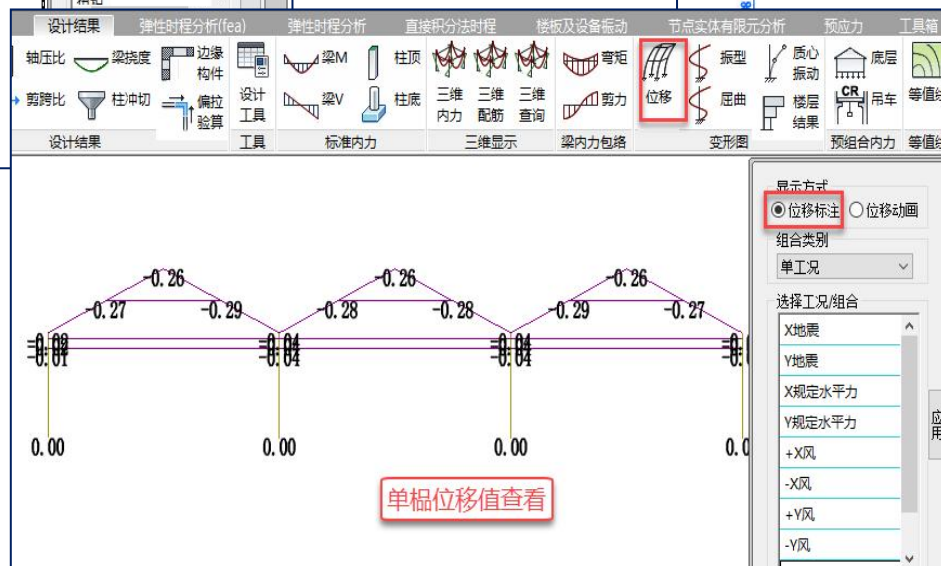 设计结果 弹性时程分析(fea) 弹性时程分析 直接积分法时程 楼板及设备振动 节点实体有限元分析 预应力 工具箱
轴压比 梁挠度 边缘构件 梁M 柱顶 弯矩 振型 质心振动 底层
剪跨比 柱冲切 偏拉验算 设计工具 梁V 柱底 三维内力 三维配筋 三维查询 剪力 位移 屈曲 楼层结果 CR 吊车 等值线
设计结果 工具 标准内力 三维显示 梁内力包络 变形图 预组合内力 等值线
显示方式
位移标注 位移动画
组合类别
单工况
选择工况/组合
X地震
Y地震
X规定水平力
Y规定水平力
+X风
-X风
+Y风
-Y风
应用
-0.26 -0.26 -0.26
-0.27 -0.29 -0.28 -0.28 -0.29 -0.27
-0.04 -0.04
0.00 0.00 0.00 0.0
单榀位移值查看